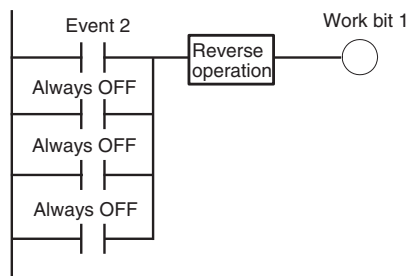 Work bit 1
Event 2
Reverse
operation
Always OFF
Always OFF
Always OFF